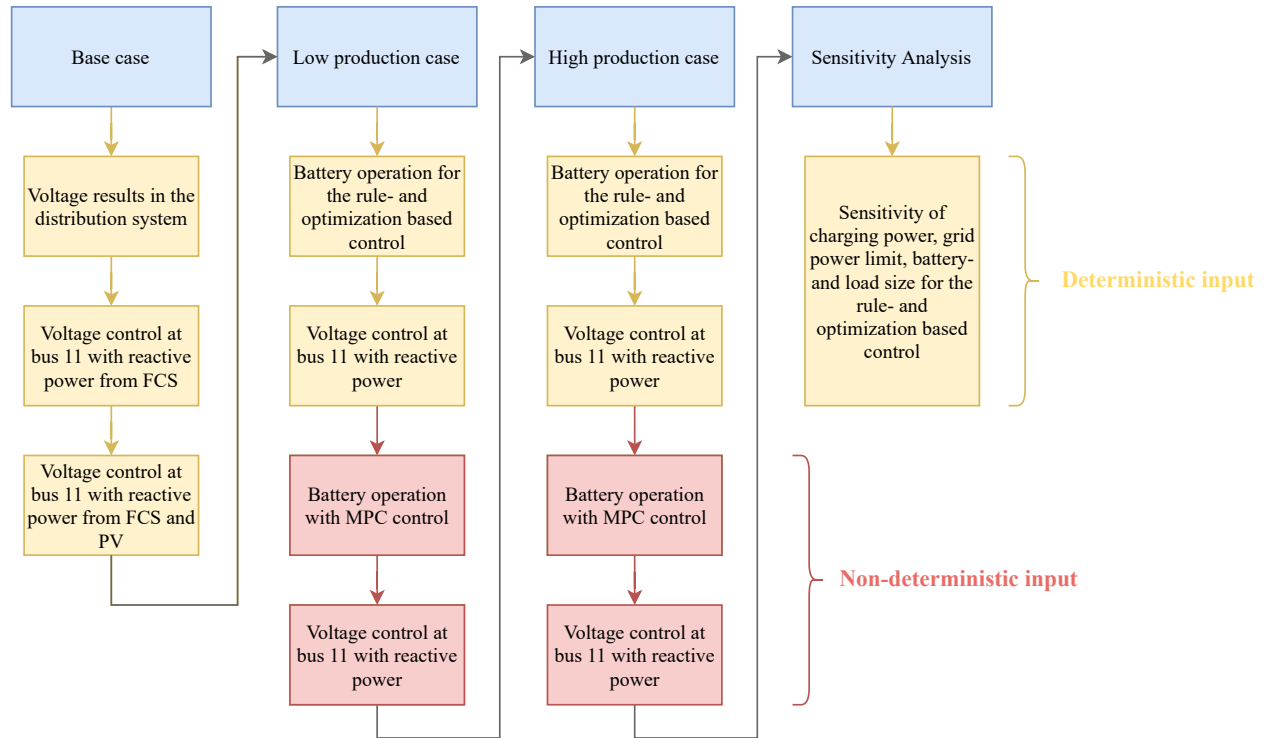 Base case
Voltage results in the
distribution system
Voltage control at
bus 11 with reactive
power from FCS
Voltage control at
bus 11 with reactive
power from FCS and
PV
Low production case
Battery operation for
the rule- and
optimization based
control
Voltage control at
bus 11 with reactive
power
Battery operation
with MPC control
Voltage control at
bus 11 with reactive
power
High production case
Battery operation for
the rule- and
optimization based
control
Voltage control at
bus 11 with reactive
power
Battery operation
with MPC control
Voltage control at
bus 11 with reactive
power
Sensitivity Analysis
Sensitivity of
charging power, grid
power limit, battery-
and load size for the
rule- and
optimization based
control
Deterministic input
Non-deterministic input